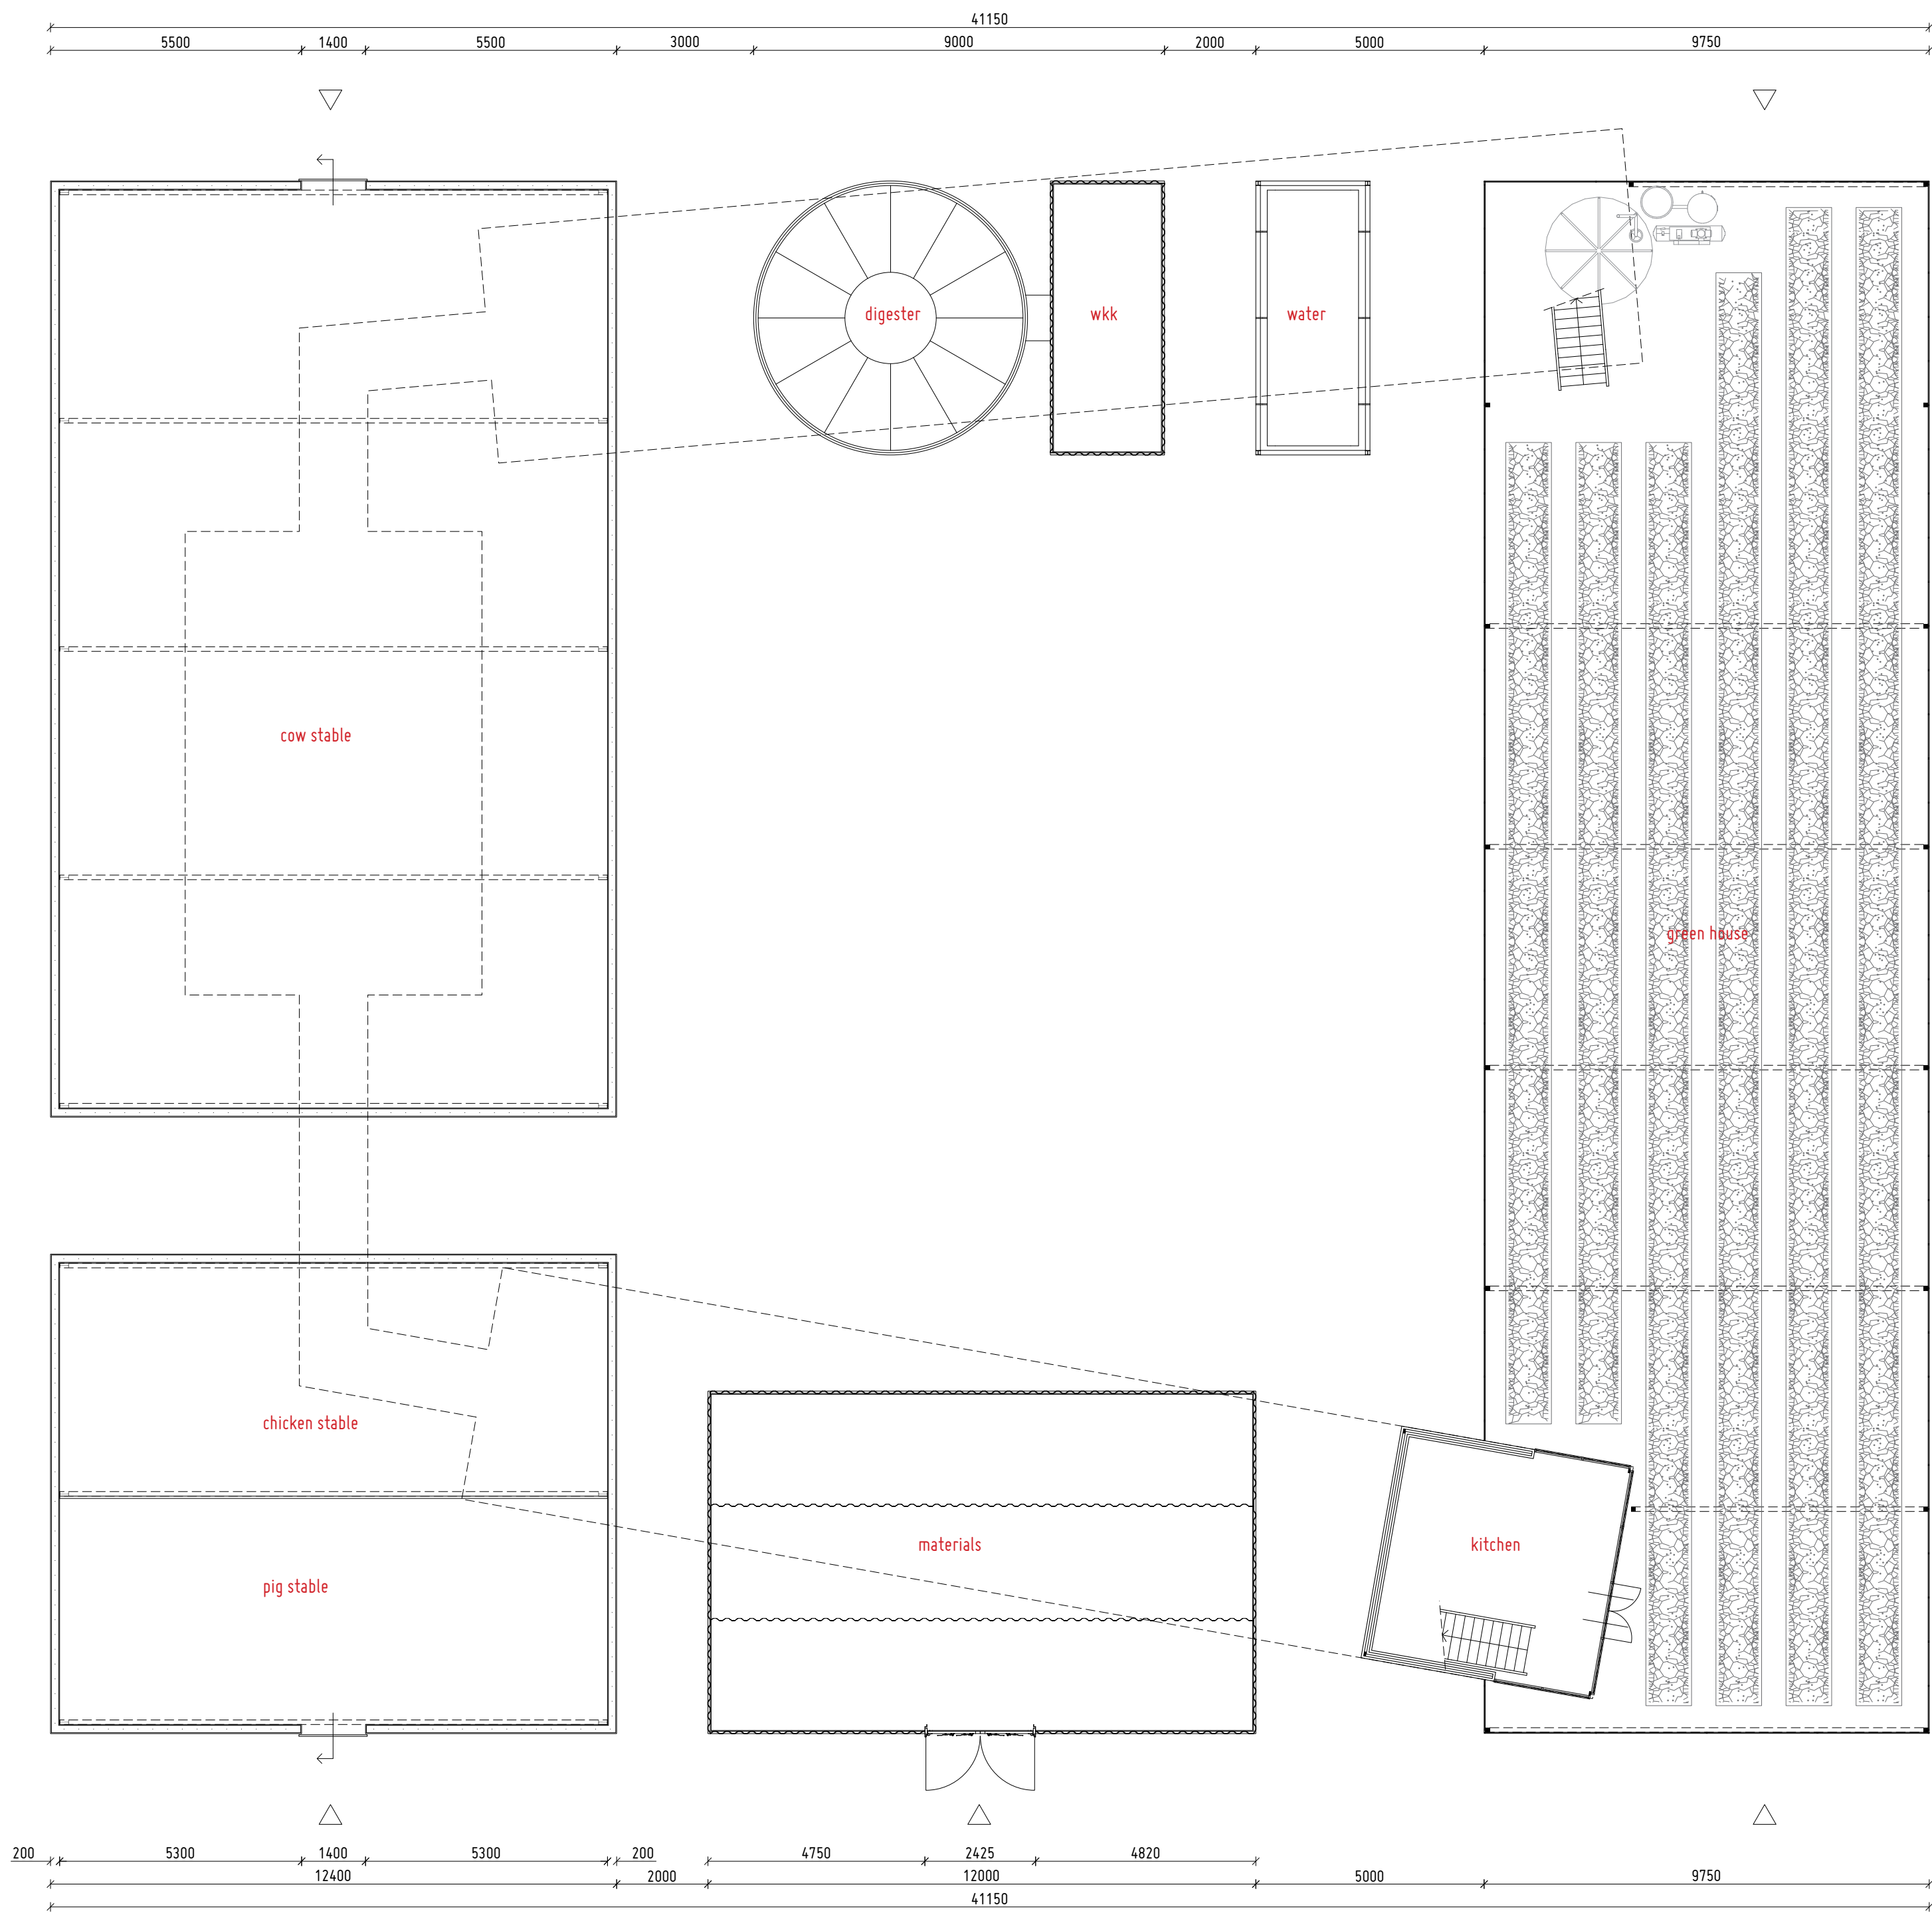 41150
5500 1400 5500 3000 9000 2000 5000 9750
digester wkk water
cow stable
green house
chicken stable
materials kitchen
pig stable
200 5300 1400 5300 200 4750 2425 4820
12400 2000 12000 5000 9750
41150